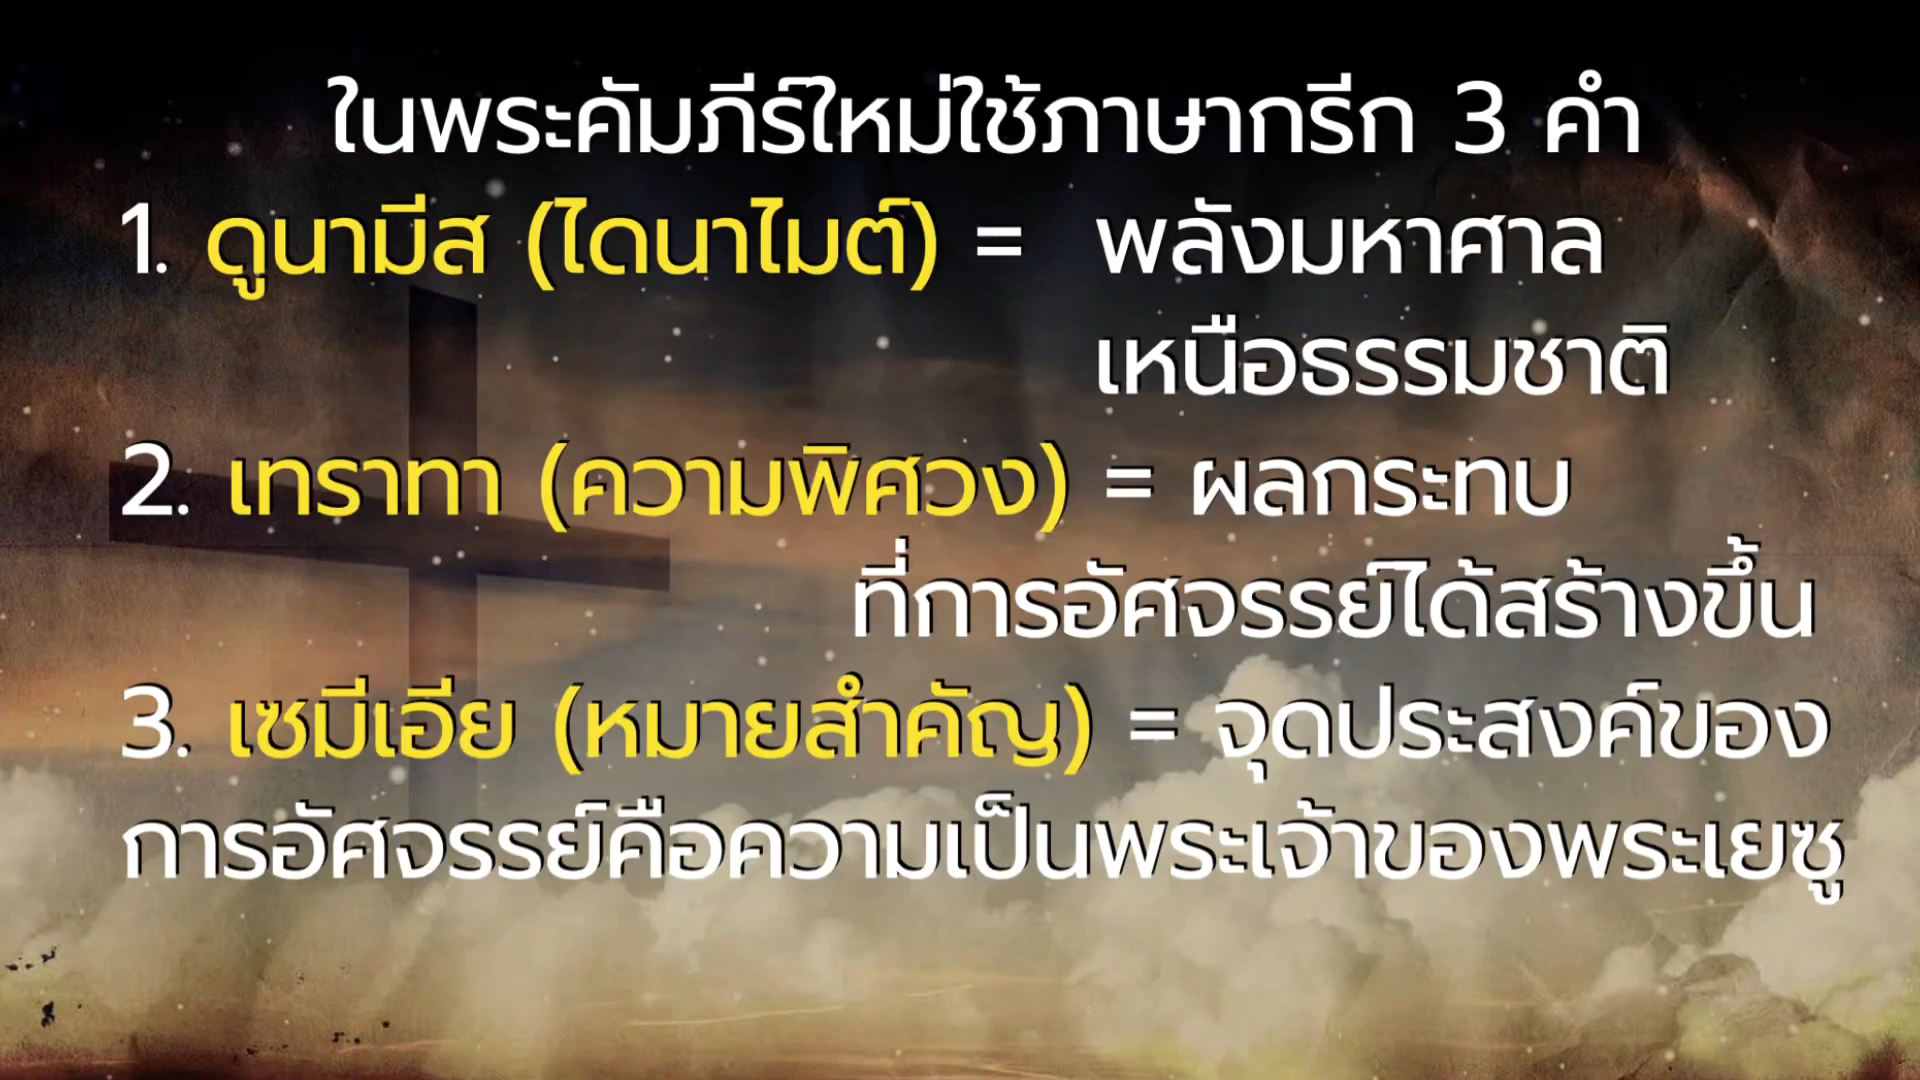 ในพระคัมภีร์ใหม่ใช้ภาษากรีก 3 คำ
1. ดูนามีส (ไดนาไมต์) = พลังมหาศาล
เหนือธรรมชาติ
2. เทราทา (ความพิศวง) = ผลกระทบ
ที่การอัศจรรย์ได้สร้างขึ้น
3. เซมีเอีย (หมายสำคัญ) = จุดประสงค์ของ
การอัศจรรย์คือความเป็นพระเจ้าของพระเยซู